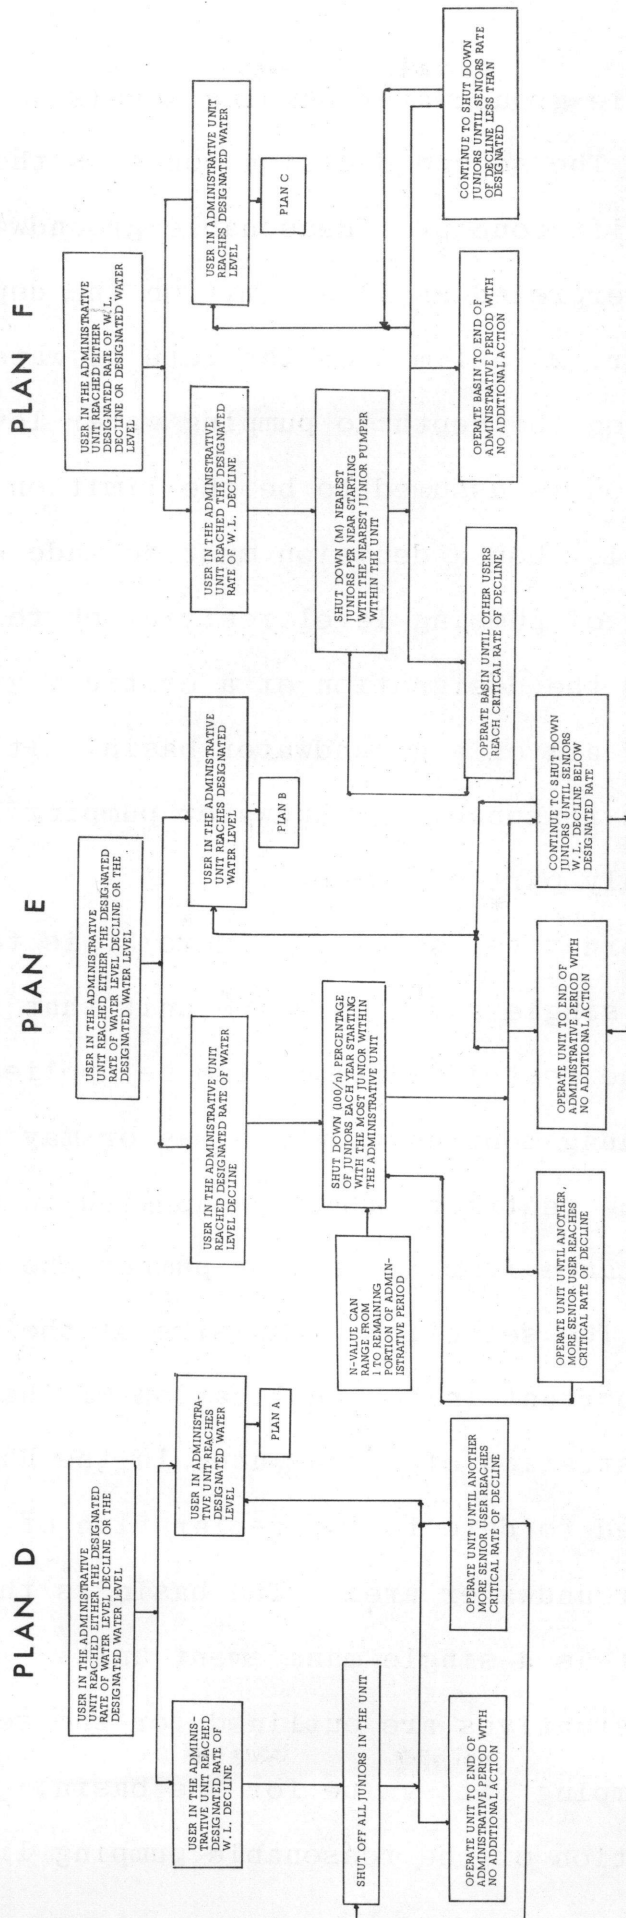 PLAN D
USER IN THE ADMINISTRATIVE
UNIT REACHED EITHER THE DESIGNATED
RATE OF WATER LEVEL DECLINE OR THE
DESIGNATED WATER LEVEL
USER IN THE ADMINIS-
TRATIVE UNIT REACHED
DESIGNATED RATE OF
W.L. DECLINE
USER IN ADMINISTRA-
TIVE UNIT REACHES
DESIGNATED WATER
LEVEL
PLAN A
SHUT OFF ALL JUNIORS IN THE UNIT
OPERATE UNIT TO END OF
ADMINISTRATIVE PERIOD WITH
NO ADDITIONAL ACTION
OPERATE UNIT UNTIL ANOTHER
MORE SENIOR USER REACHES
CRITICAL RATE OF DECLINE
PLAN E
USER IN THE ADMINISTRATIVE
UNIT REACHED EITHER THE DESIGNATED
RATE OF WATER LEVEL DECLINE OR THE
DESIGNATED WATER LEVEL
USER IN THE ADMINISTRATIVE UNIT
REACHED DESIGNATED RATE OF WATER
LEVEL DECLINE
USER IN THE ADMINISTRATIVE
UNIT REACHES DESIGNATED
WATER LEVEL
PLAN B
N-VALUE CAN
RANGE FROM
1 TO REMAINING
PORTION OF ADMIN-
ISTRATIVE PERIOD
SHUT DOWN (100/n) PERCENTAGE
OF JUNIORS EACH YEAR STARTING
WITH THE MOST JUNIOR WITHIN
THE ADMINISTRATIVE UNIT
OPERATE UNIT UNTIL ANOTHER,
MORE SENIOR USER REACHES
CRITICAL RATE OF DECLINE
OPERATE UNIT TO END OF
ADMINISTRATIVE PERIOD WITH
NO ADDITIONAL ACTION
CONTINUE TO SHUT DOWN
JUNIORS UNTIL SENIORS
W.L. DECLINE BELOW
DESIGNATED RATE
PLAN F
USER IN THE ADMINISTRATIVE
UNIT REACHED EITHER
DESIGNATED RATE OF W.L.
DECLINE OR DESIGNATED WATER
LEVEL
USER IN THE ADMINISTRATIVE
UNIT REACHED THE DESIGNATED
RATE OF W.L. DECLINE
USER IN ADMINISTRATIVE UNIT
REACHES DESIGNATED WATER
LEVEL
PLAN C
SHUT DOWN (M) NEAREST
JUNIORS PER NEAR STARTING
WITH THE NEAREST JUNIOR PUMPER
WITHIN THE UNIT
OPERATE BASIN UNTIL OTHER USERS
REACH CRITICAL RATE OF DECLINE
OPERATE BASIN TO END OF
ADMINISTRATIVE PERIOD WITH
NO ADDITIONAL ACTION
CONTINUE TO SHUT DOWN
JUNIORS UNTIL SENIORS RATE
OF DECLINE LESS THAN
DESIGNATED